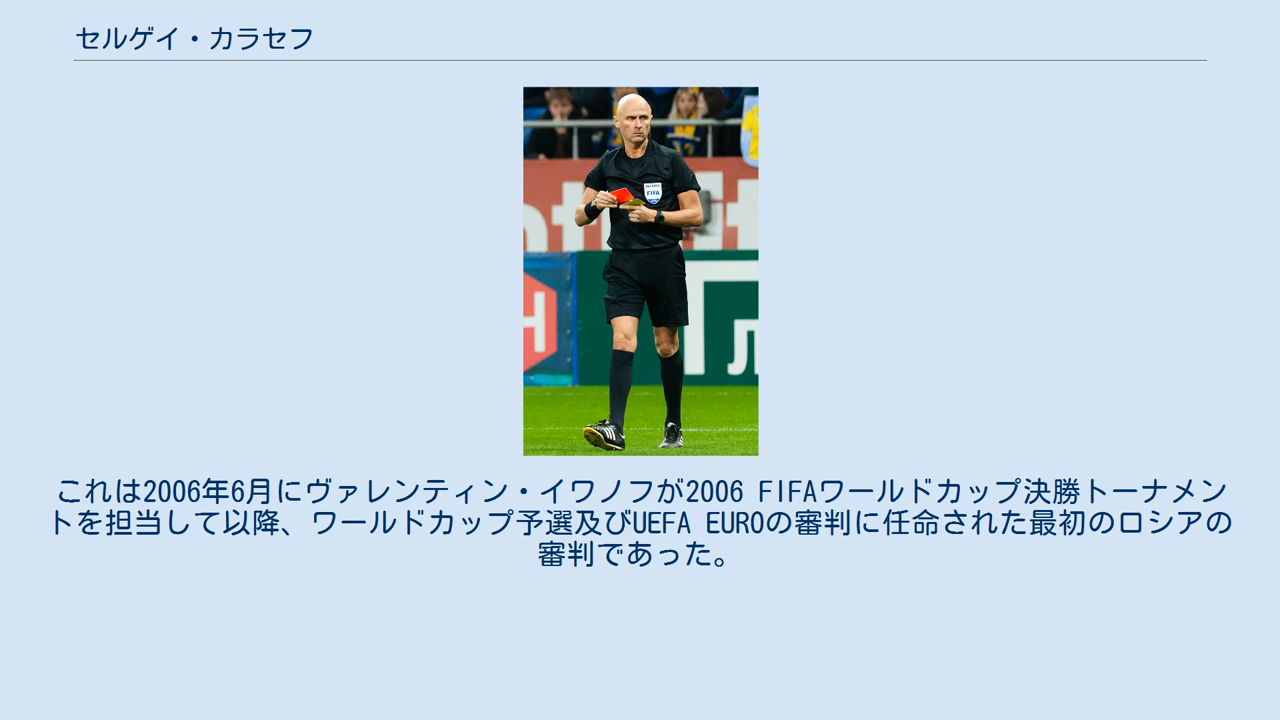 セルゲイ・カラセフ
FIFA
H
これは2006年6月にヴァレンティン・イワノフが2006 FIFAワールドカップ決勝トーナメン
トを担当して以降、ワールドカップ予選及びUEFA EUROの審判に任命された最初のロシアの
審判であった。